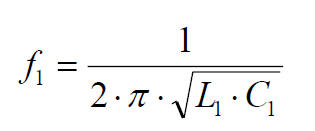 f₁ = 1 / (2 · π · √(L₁ · C₁))